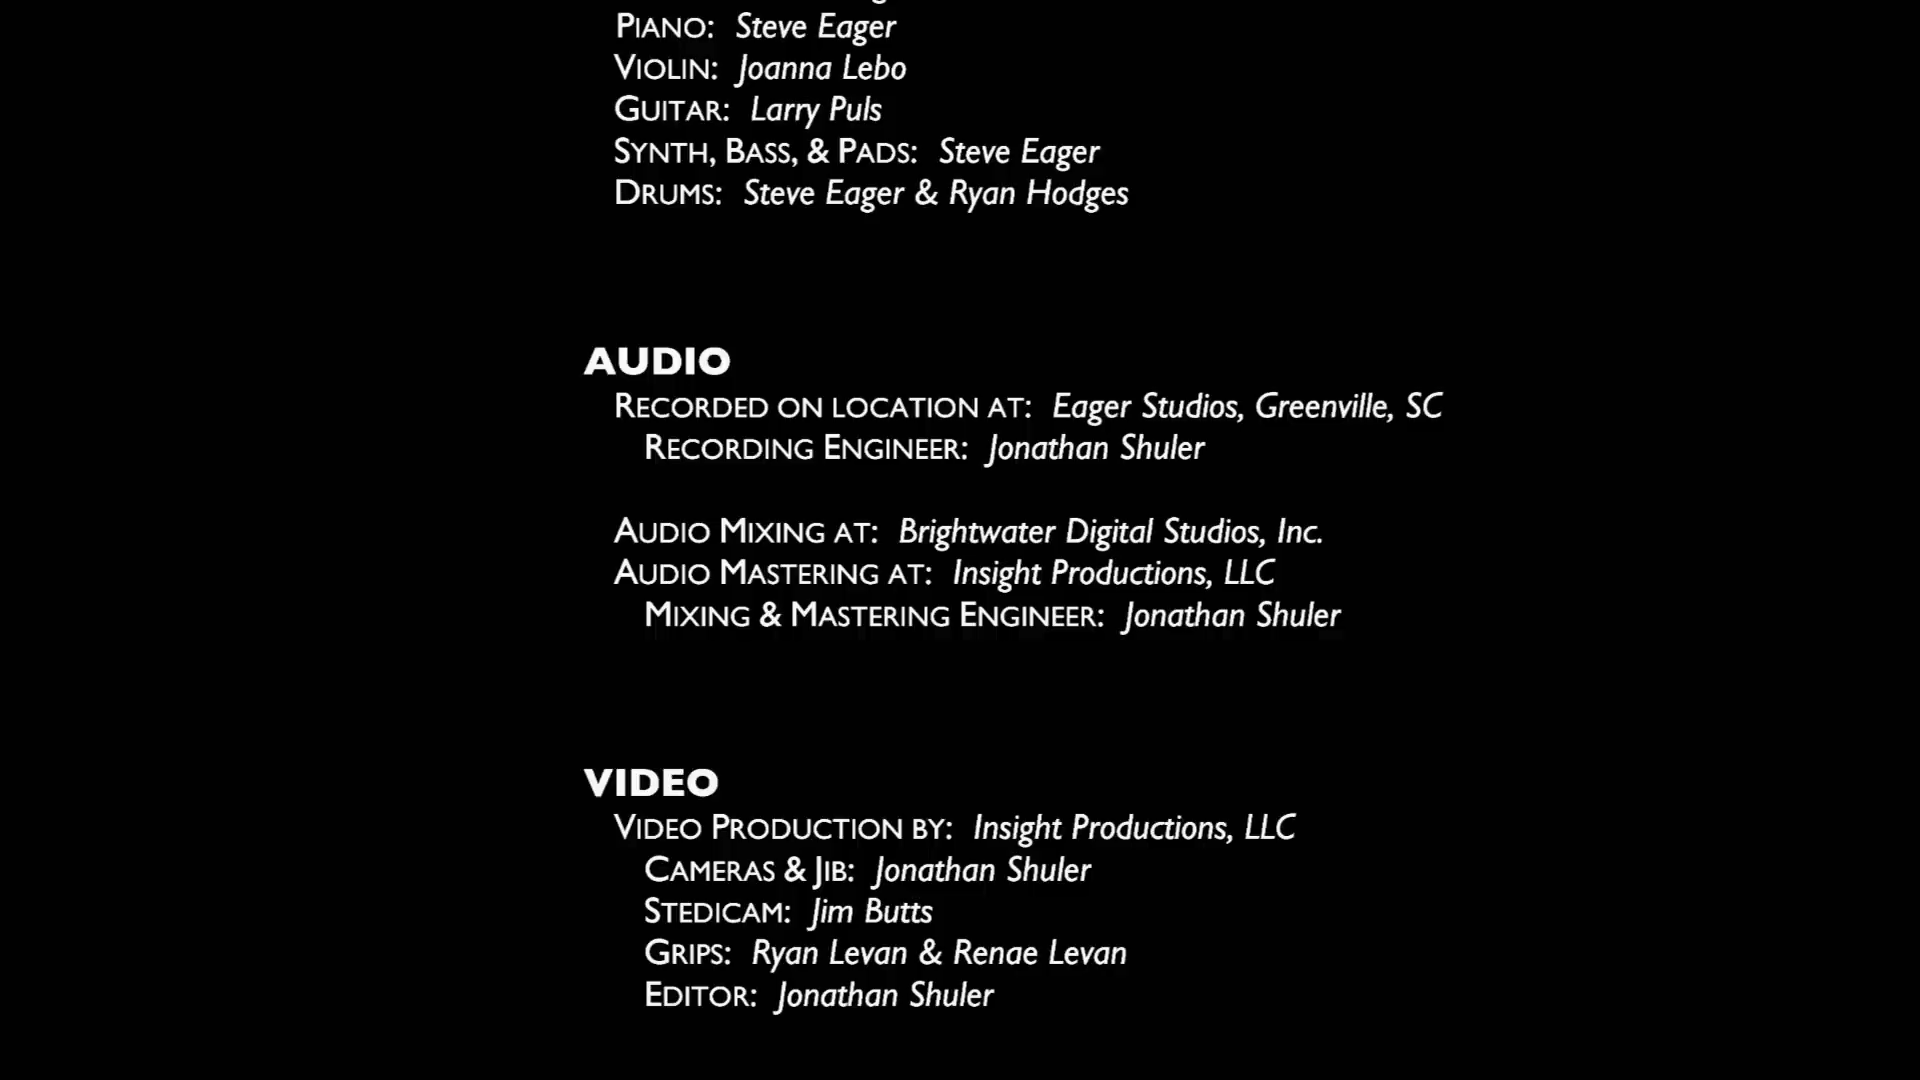 PIANO: Steve Eager
VIOLIN: Joanna Lebo
GUITAR: Larry Puls
SYNTH, BASS, & PADS: Steve Eager
DRUMS: Steve Eager & Ryan Hodges
AUDIO
RECORDED ON LOCATION AT: Eager Studios, Greenville, SC
RECORDING ENGINEER: Jonathan Shuler
AUDIO MIXING AT: Brightwater Digital Studios, Inc.
AUDIO MASTERING AT: Insight Productions, LLC
MIXING & MASTERING ENGINEER: Jonathan Shuler
VIDEO
VIDEO PRODUCTION BY: Insight Productions, LLC
CAMERAS & JIB: Jonathan Shuler
STEDICAM: Jim Butts
GRIPS: Ryan Levan & Renae Levan
EDITOR: Jonathan Shuler